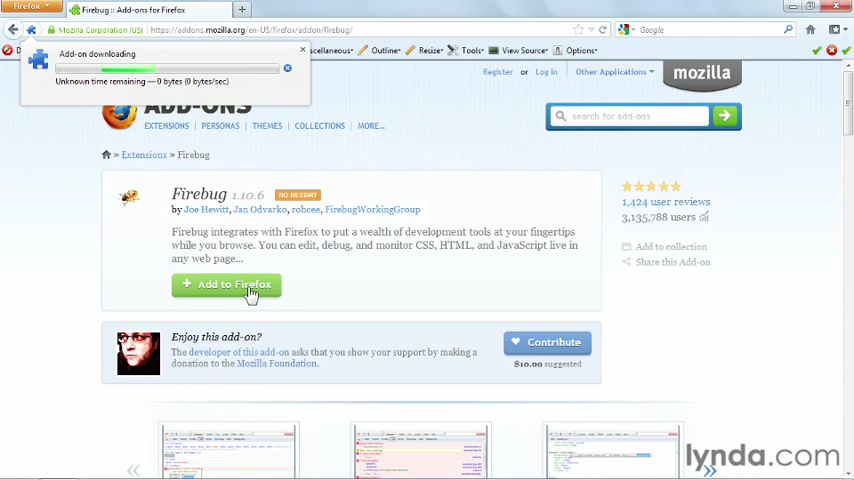 Firefox
Firebug :: Add-ons for Firefox
Mozilla Corporation (US)
https://addons.mozilla.org/en-US/firefox/addon/firebug/
Google
Add-on downloading
Unknown time remaining — 0 bytes (0 bytes/sec)
Miscellaneous
Outline
Resize
Tools
View Source
Options
Register or Log In
Other Applications
mozilla
ADD-ONS
EXTENSIONS
PERSONAS
THEMES
COLLECTIONS
MORE...
search for add-ons
» Extensions » Firebug
Firebug 1.10.6
NO RESTART
by Joe Hewitt, Jan Odvarko, robcee, FirebugWorkingGroup
Firebug integrates with Firefox to put a wealth of development tools at your fingertips
while you browse. You can edit, debug, and monitor CSS, HTML, and JavaScript live in
any web page...
+ Add to Firefox
1,424 user reviews
3,135,788 users
Add to collection
Share this Add-on
Enjoy this add-on?
The developer of this add-on asks that you show your support by making a
donation to the Mozilla Foundation.
Contribute
$10.00 suggested
lynda.com